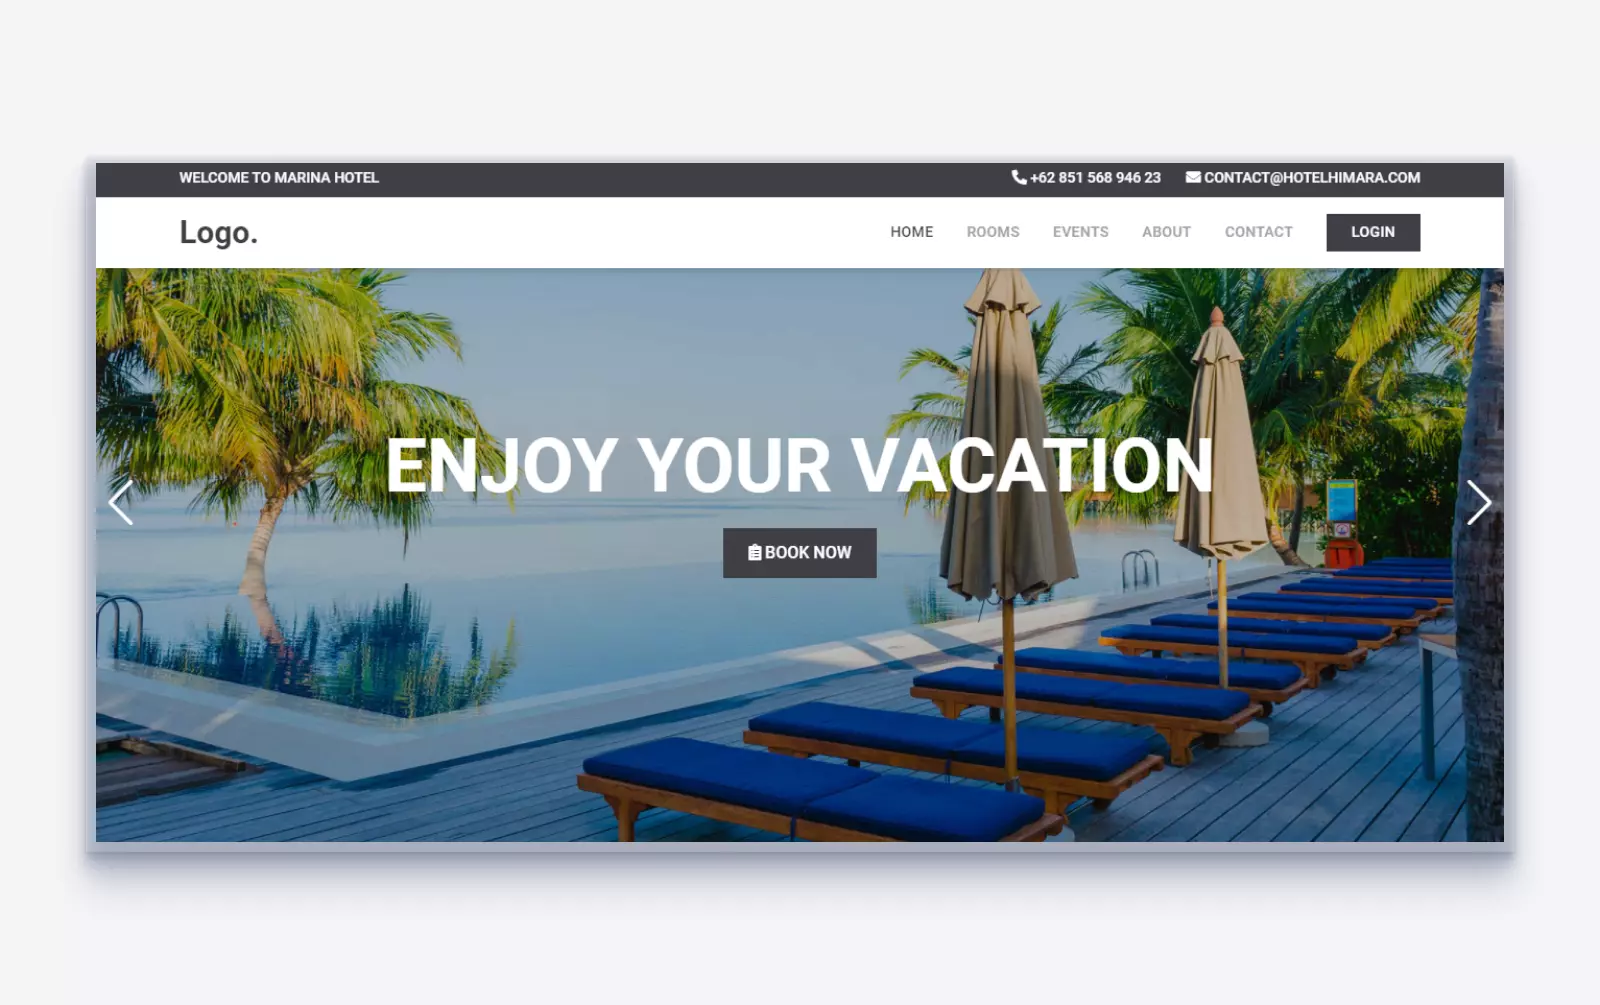 WELCOME TO MARINA HOTEL
+62 851 568 946 23
CONTACT@HOTELHIMARA.COM
Logo.
HOME
ROOMS
EVENTS
ABOUT
CONTACT
LOGIN
ENJOY YOUR VACATION
BOOK NOW